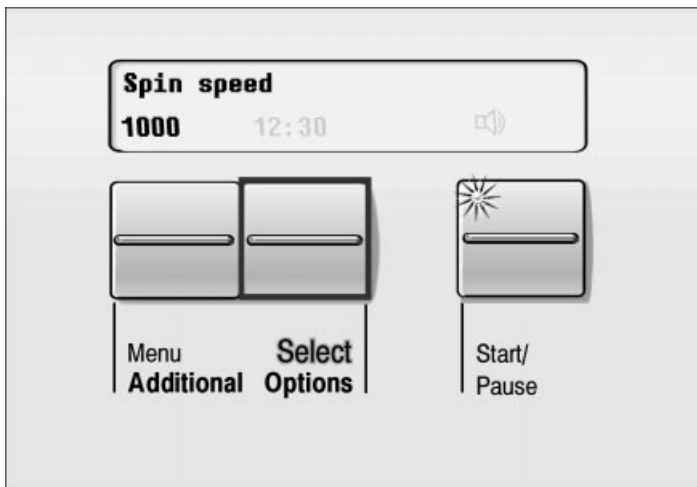 Spin speed
1000 12:30
Menu Select
Additional Options
Start/
Pause